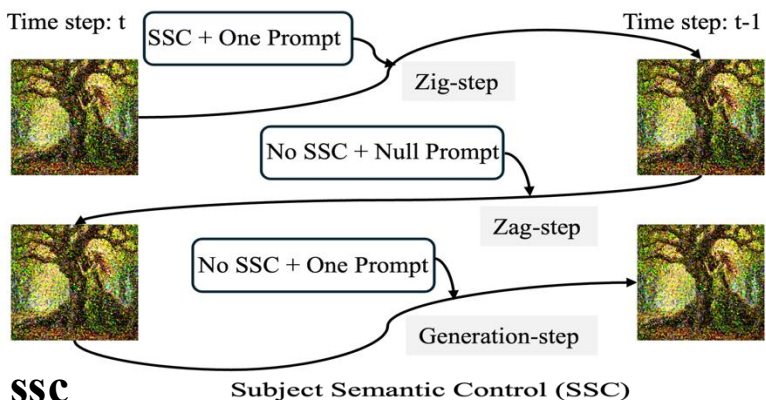 Time step: t
Time step: t-1
SSC + One Prompt
Zig-step
No SSC + Null Prompt
Zag-step
No SSC + One Prompt
Generation-step
ssc
Subject Semantic Control (SSC)